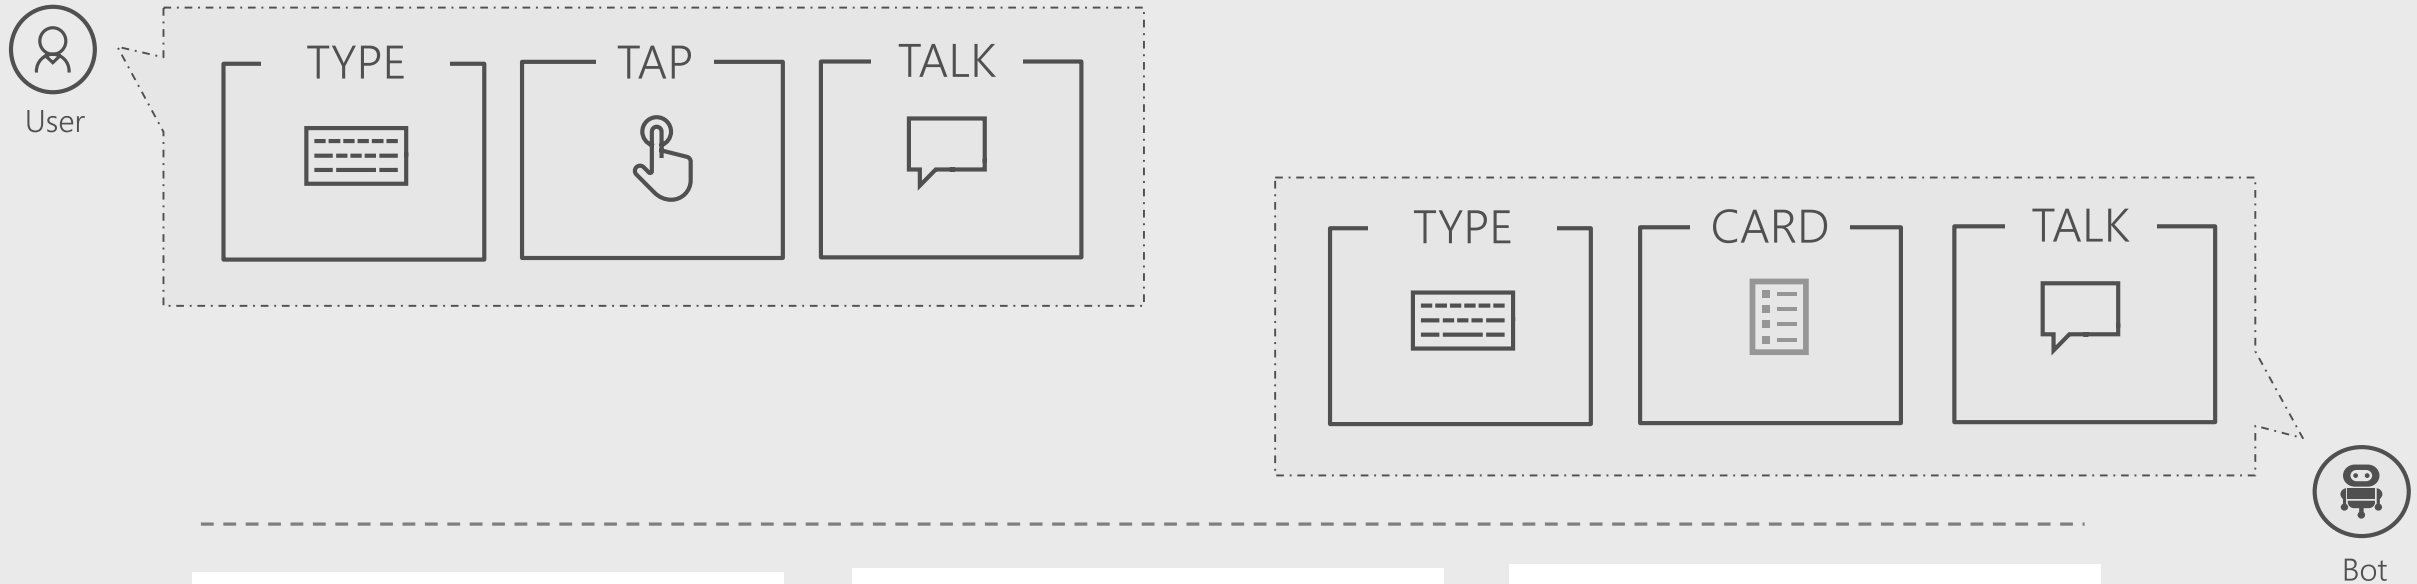 TYPE
TAP
TALK
User
TYPE
CARD
TALK
Bot